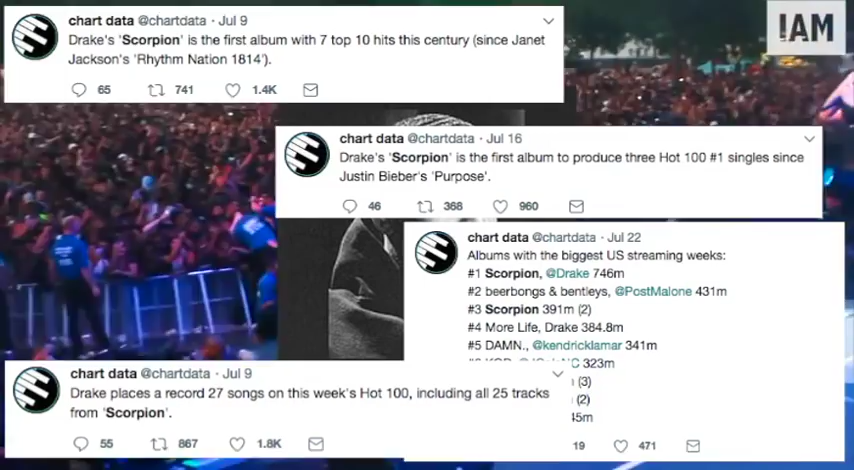 IAM
chart data @chartdata · Jul 9
Drake's 'Scorpion' is the first album with 7 top 10 hits this century (since Janet
Jackson's 'Rhythm Nation 1814').
65 741 1.4K
chart data @chartdata · Jul 16
Drake's 'Scorpion' is the first album to produce three Hot 100 #1 singles since
Justin Bieber's 'Purpose'.
46 368 960
chart data @chartdata · Jul 22
Albums with the biggest US streaming weeks:
#1 Scorpion, @Drake 746m
#2 beerbongs & bentleys, @PostMalone 431m
#3 Scorpion 391m (2)
#4 More Life, Drake 384.8m
#5 DAMN., @kendricklamar 341m
323m
(3)
(2)
45m
19 471
chart data @chartdata · Jul 9
Drake places a record 27 songs on this week's Hot 100, including all 25 tracks
from 'Scorpion'.
55 867 1.8K